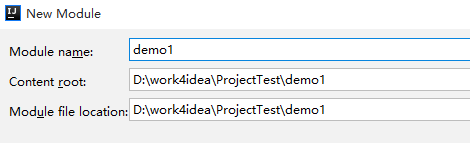 New Module
Module name: demo1
Content root: D:\work4idea\ProjectTest\demo1
Module file location: D:\work4idea\ProjectTest\demo1